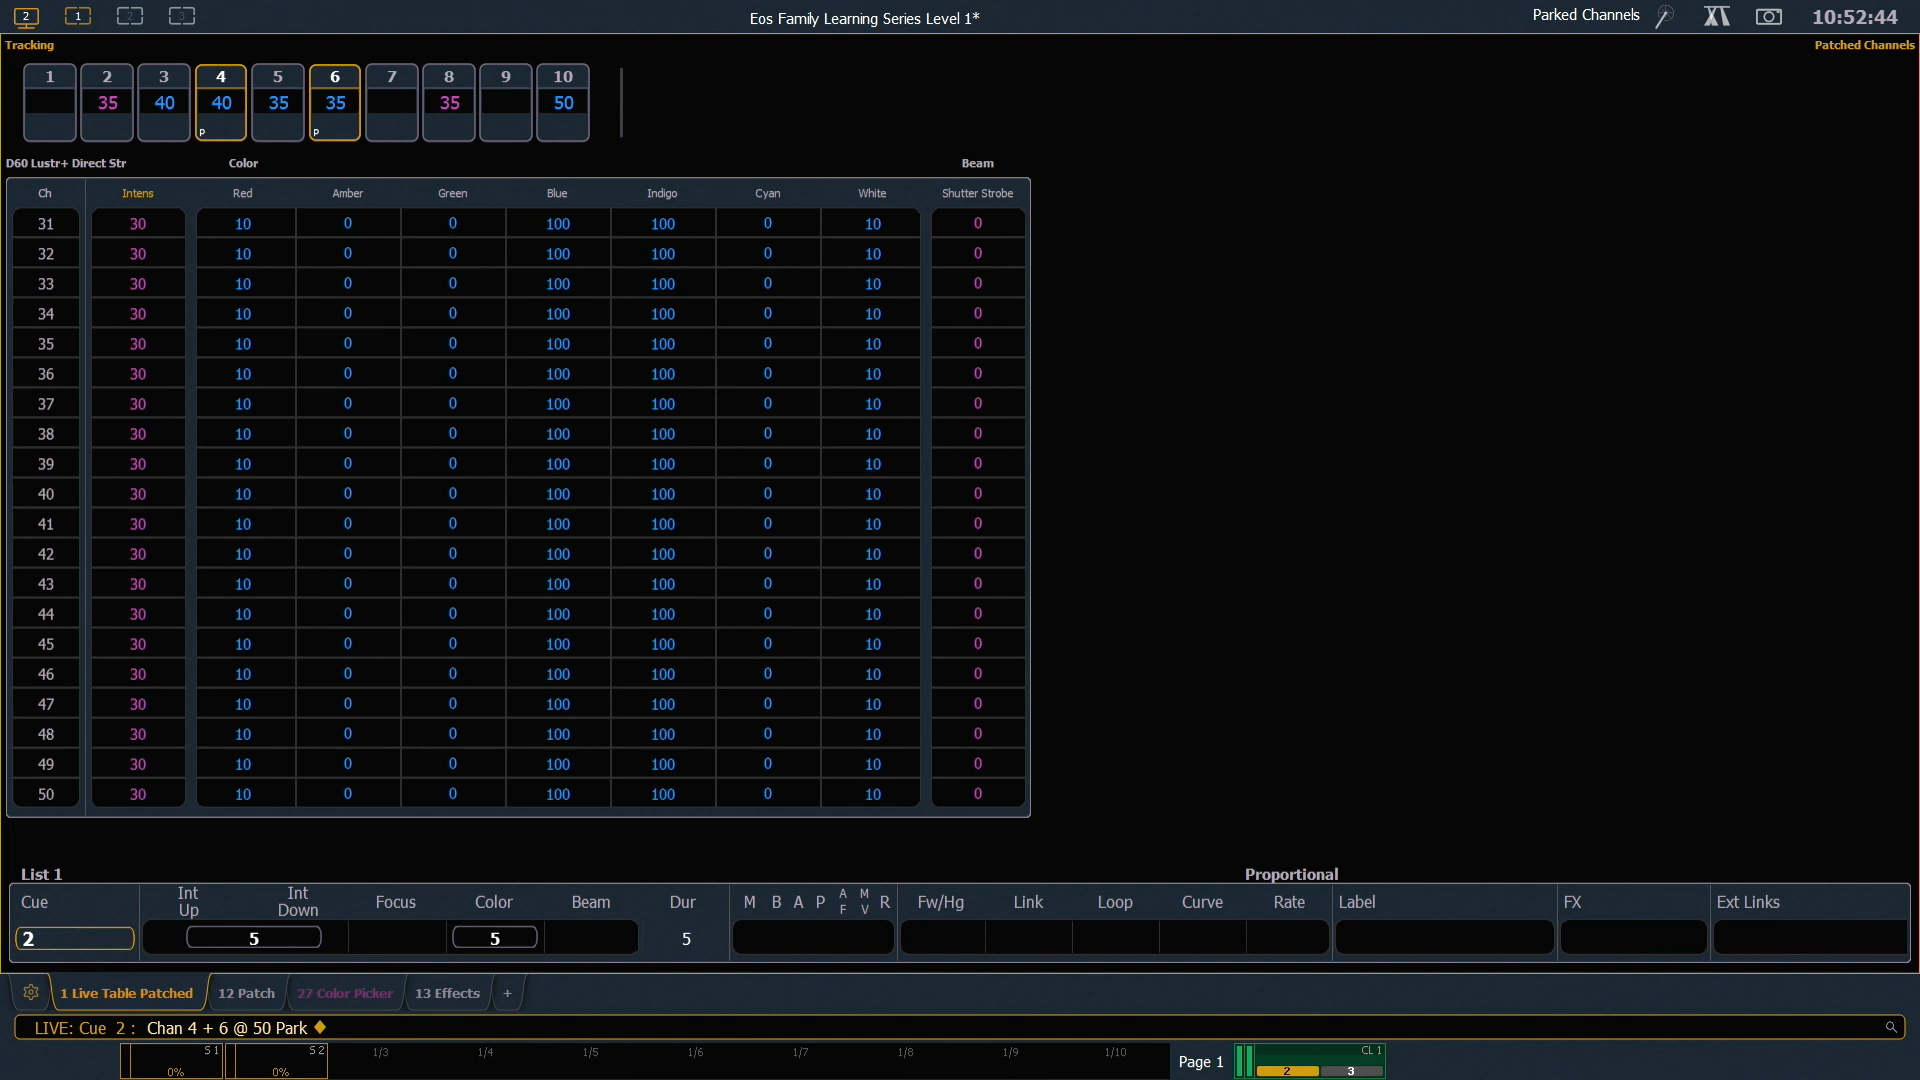 2 1 2 3 Eos Family Learning Series Level 1* Parked Channels 10:52:44
Tracking Patched Channels
1 2 3 4 5 6 7 8 9 10
35 40 40 35 35 35 50
P P
D60 Lustr+ Direct Str Color Beam
Ch Intens Red Amber Green Blue Indigo Cyan White Shutter Strobe
31 30 10 0 0 100 100 0 10 0
32 30 10 0 0 100 100 0 10 0
33 30 10 0 0 100 100 0 10 0
34 30 10 0 0 100 100 0 10 0
35 30 10 0 0 100 100 0 10 0
36 30 10 0 0 100 100 0 10 0
37 30 10 0 0 100 100 0 10 0
38 30 10 0 0 100 100 0 10 0
39 30 10 0 0 100 100 0 10 0
40 30 10 0 0 100 100 0 10 0
41 30 10 0 0 100 100 0 10 0
42 30 10 0 0 100 100 0 10 0
43 30 10 0 0 100 100 0 10 0
44 30 10 0 0 100 100 0 10 0
45 30 10 0 0 100 100 0 10 0
46 30 10 0 0 100 100 0 10 0
47 30 10 0 0 100 100 0 10 0
48 30 10 0 0 100 100 0 10 0
49 30 10 0 0 100 100 0 10 0
50 30 10 0 0 100 100 0 10 0
List 1 Proportional
Cue Int Up Int Down Focus Color Beam Dur M B A P AF MV R Fw/Hg Link Loop Curve Rate Label FX Ext Links
2 5 5 5
1 Live Table Patched 12 Patch 27 Color Picker 13 Effects +
LIVE: Cue 2 : Chan 4 + 6 @ 50 Park
S 1 S 2 1/3 1/4 1/5 1/6 1/7 1/8 1/9 1/10 Page 1 CL 1
0% 0% 2 3